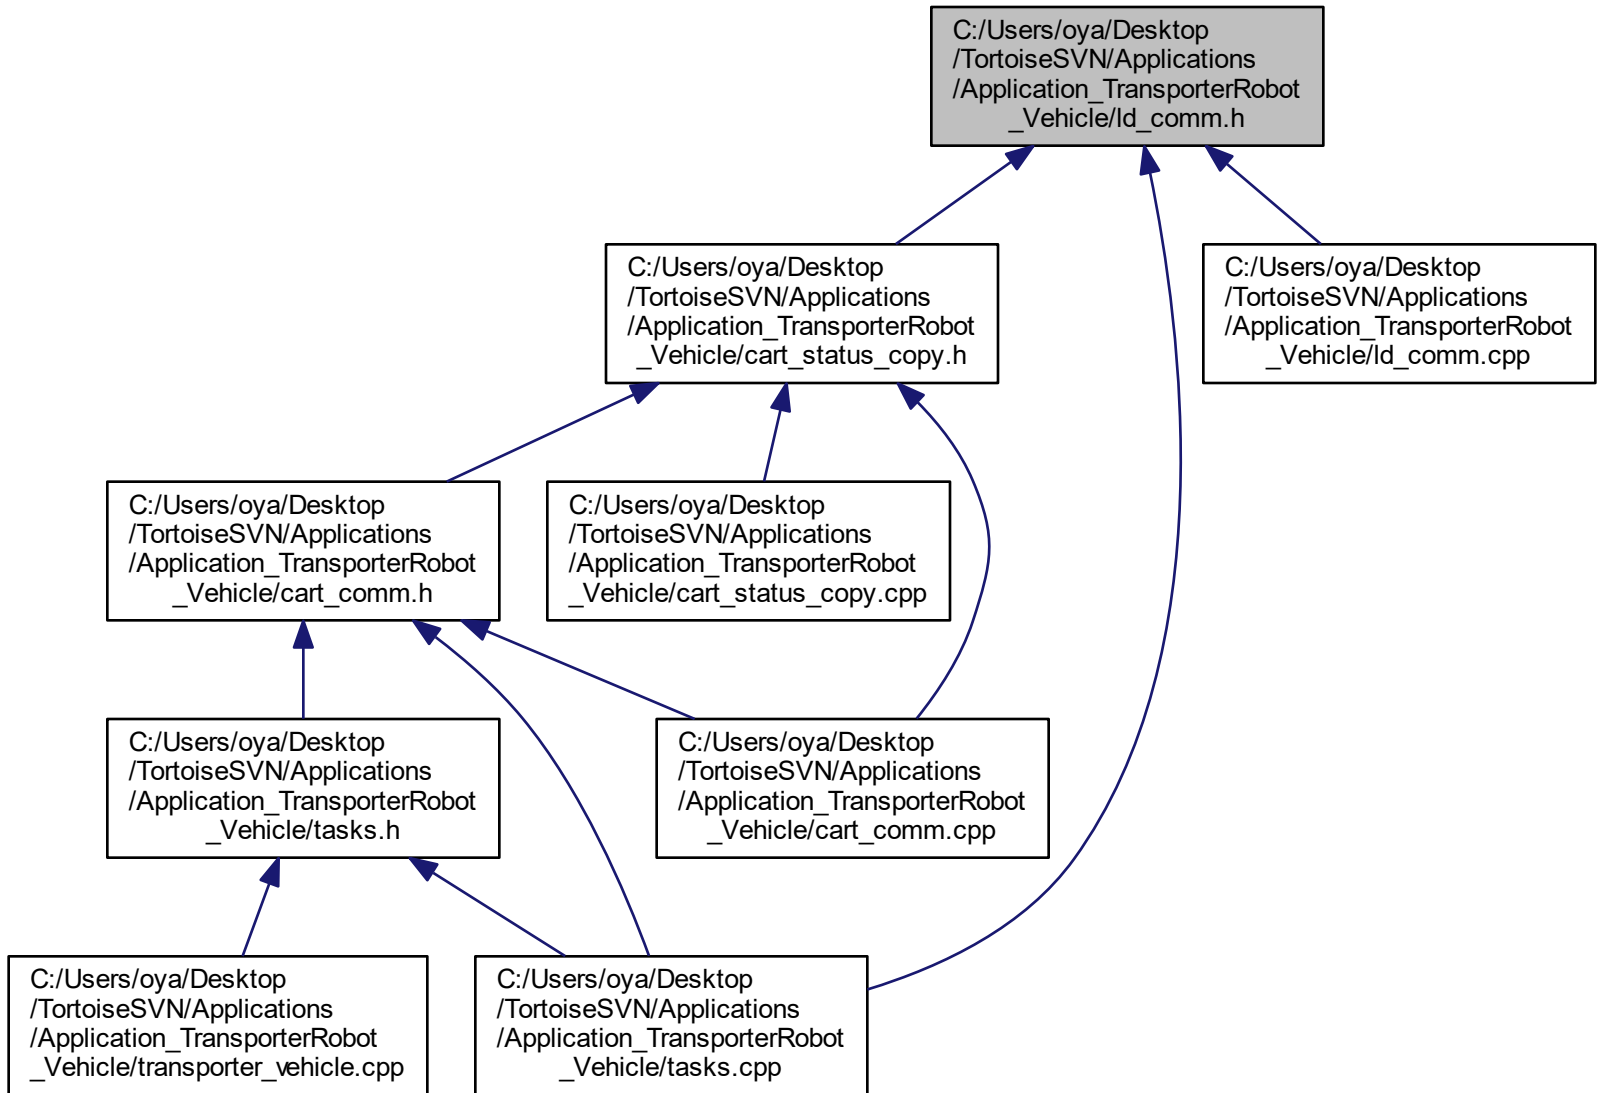 C:/Users/oya/Desktop
/TortoiseSVN/Applications
/Application_TransporterRobot
_Vehicle/ld_comm.h
C:/Users/oya/Desktop
/TortoiseSVN/Applications
/Application_TransporterRobot
_Vehicle/cart_status_copy.h
C:/Users/oya/Desktop
/TortoiseSVN/Applications
/Application_TransporterRobot
_Vehicle/ld_comm.cpp
C:/Users/oya/Desktop
/TortoiseSVN/Applications
/Application_TransporterRobot
_Vehicle/cart_comm.h
C:/Users/oya/Desktop
/TortoiseSVN/Applications
/Application_TransporterRobot
_Vehicle/cart_status_copy.cpp
C:/Users/oya/Desktop
/TortoiseSVN/Applications
/Application_TransporterRobot
_Vehicle/tasks.h
C:/Users/oya/Desktop
/TortoiseSVN/Applications
/Application_TransporterRobot
_Vehicle/cart_comm.cpp
C:/Users/oya/Desktop
/TortoiseSVN/Applications
/Application_TransporterRobot
_Vehicle/transporter_vehicle.cpp
C:/Users/oya/Desktop
/TortoiseSVN/Applications
/Application_TransporterRobot
_Vehicle/tasks.cpp